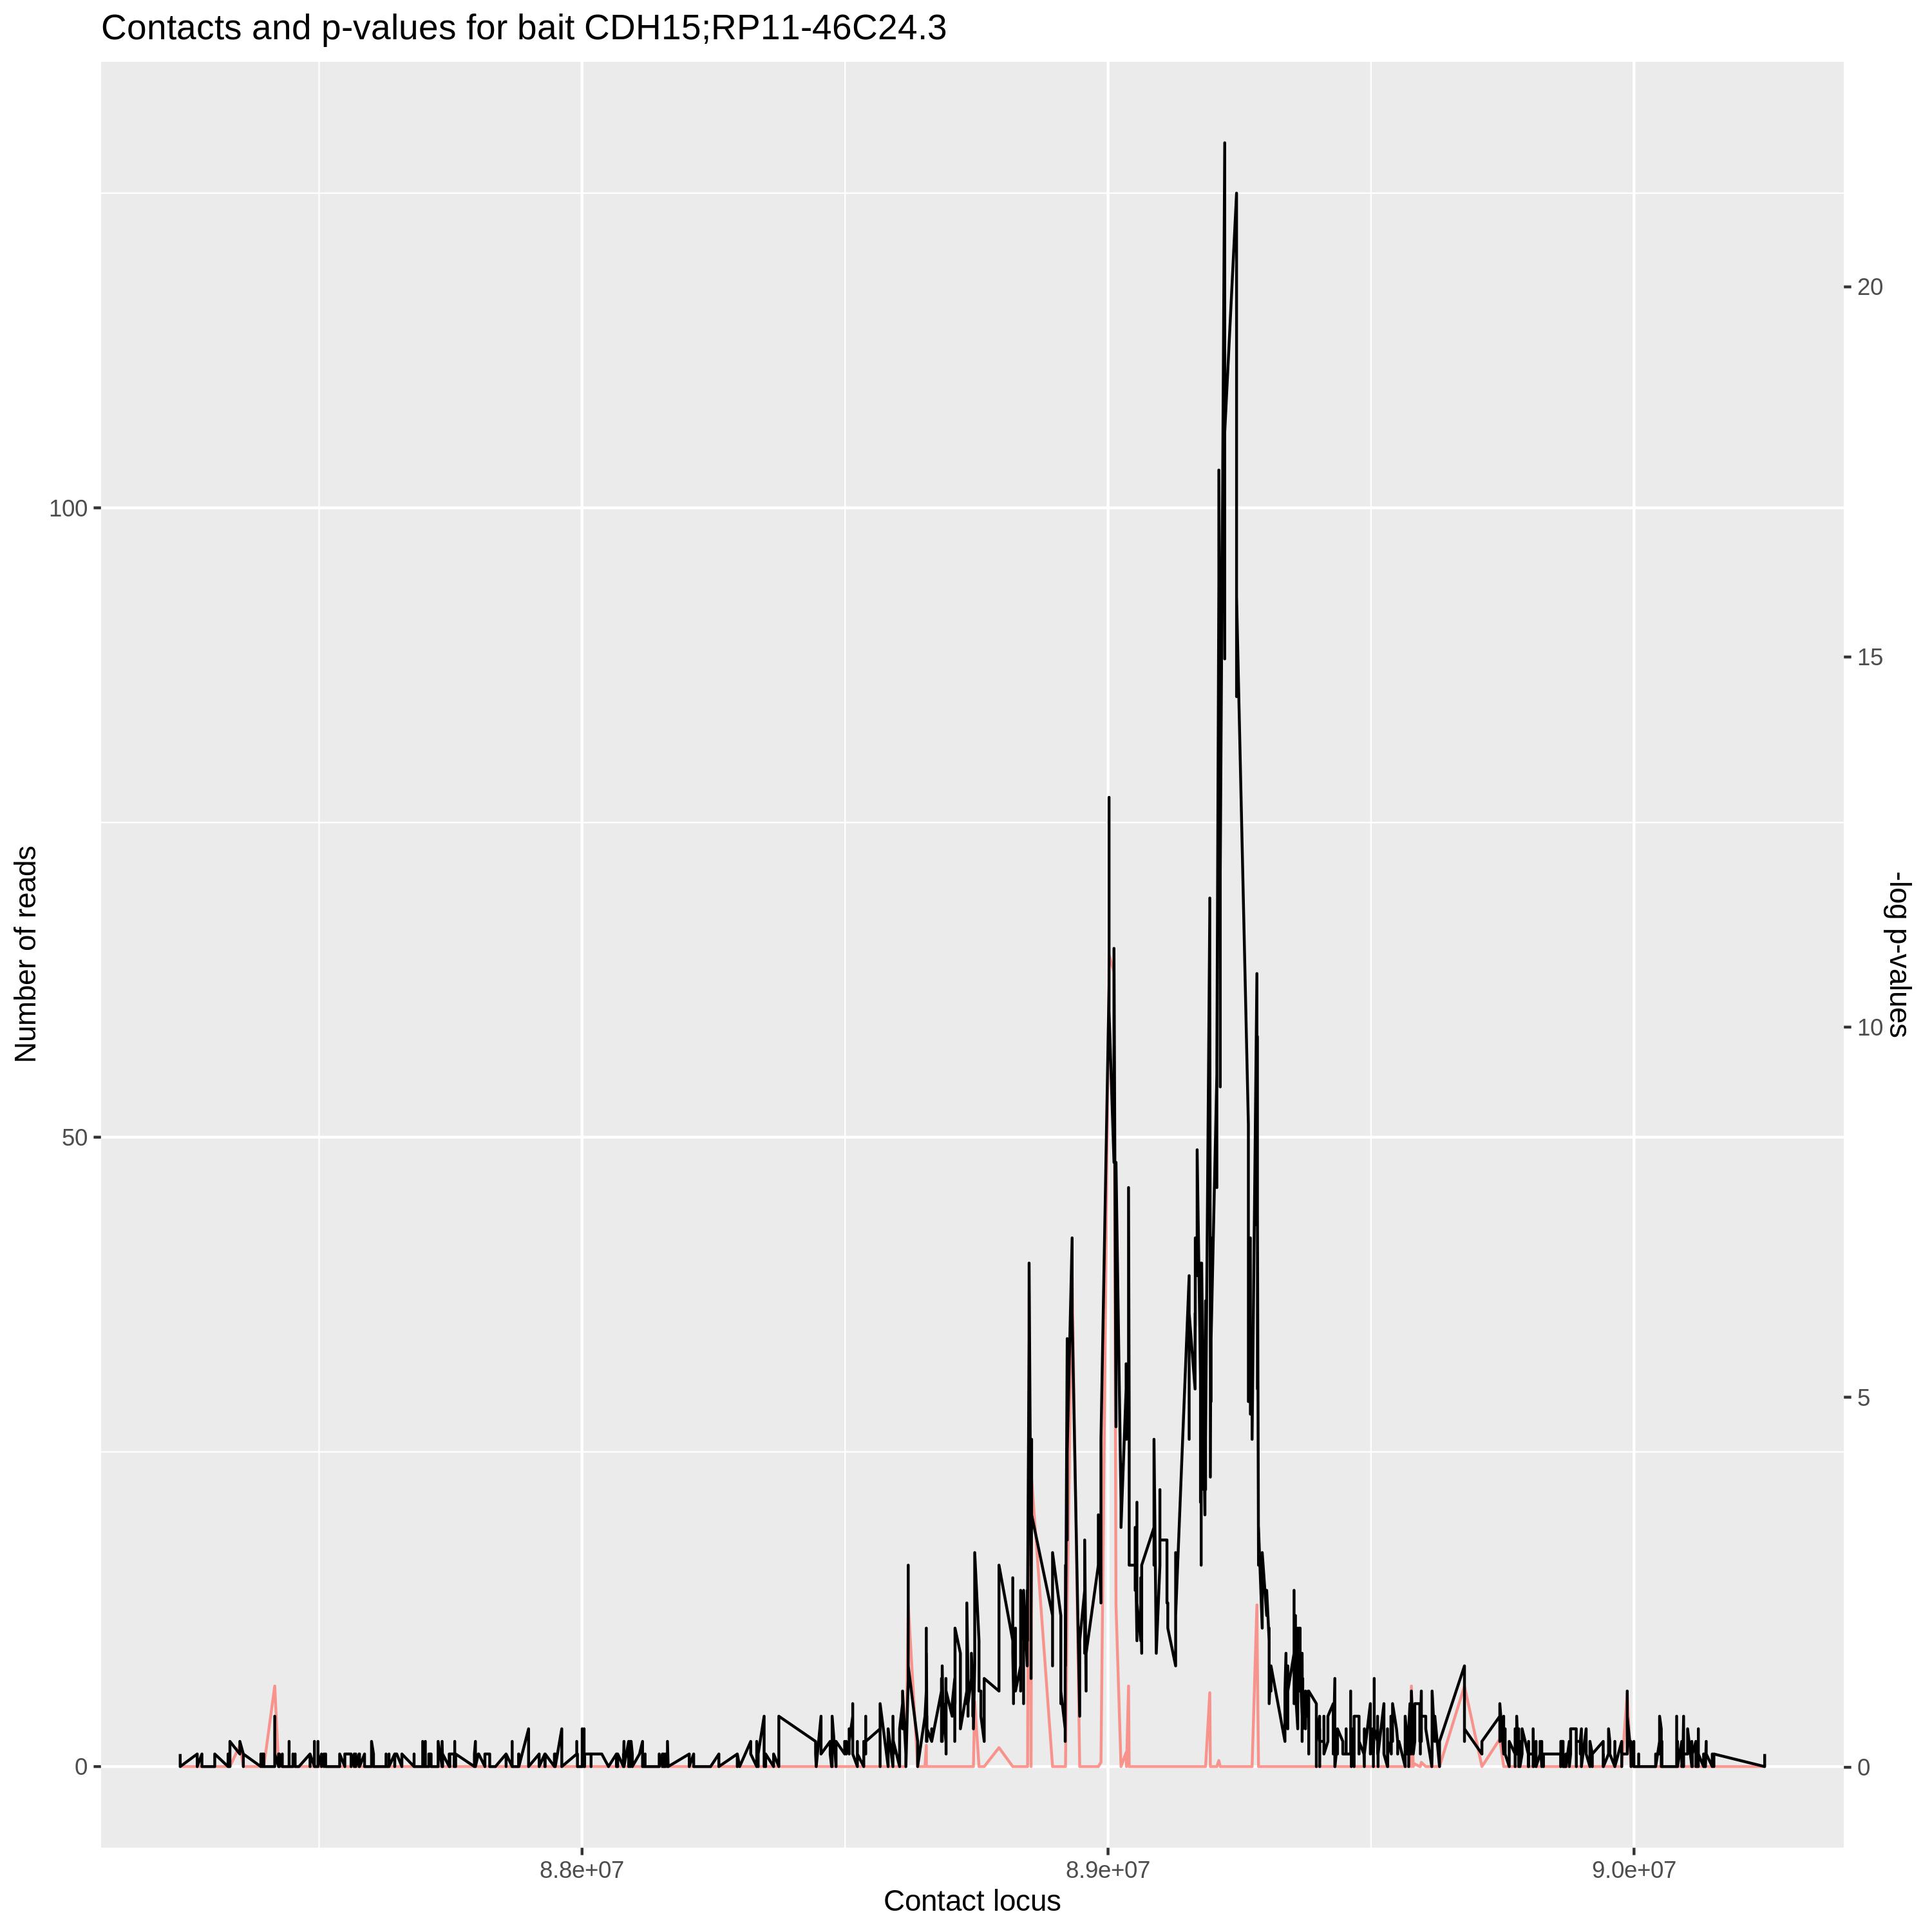 Contacts and p-values for bait CDH15;RP11-46C24.3
Number of reads
100
50
0
20
15
10
5
0
-log p-values
8.8e+07
8.9e+07
9.0e+07
Contact locus